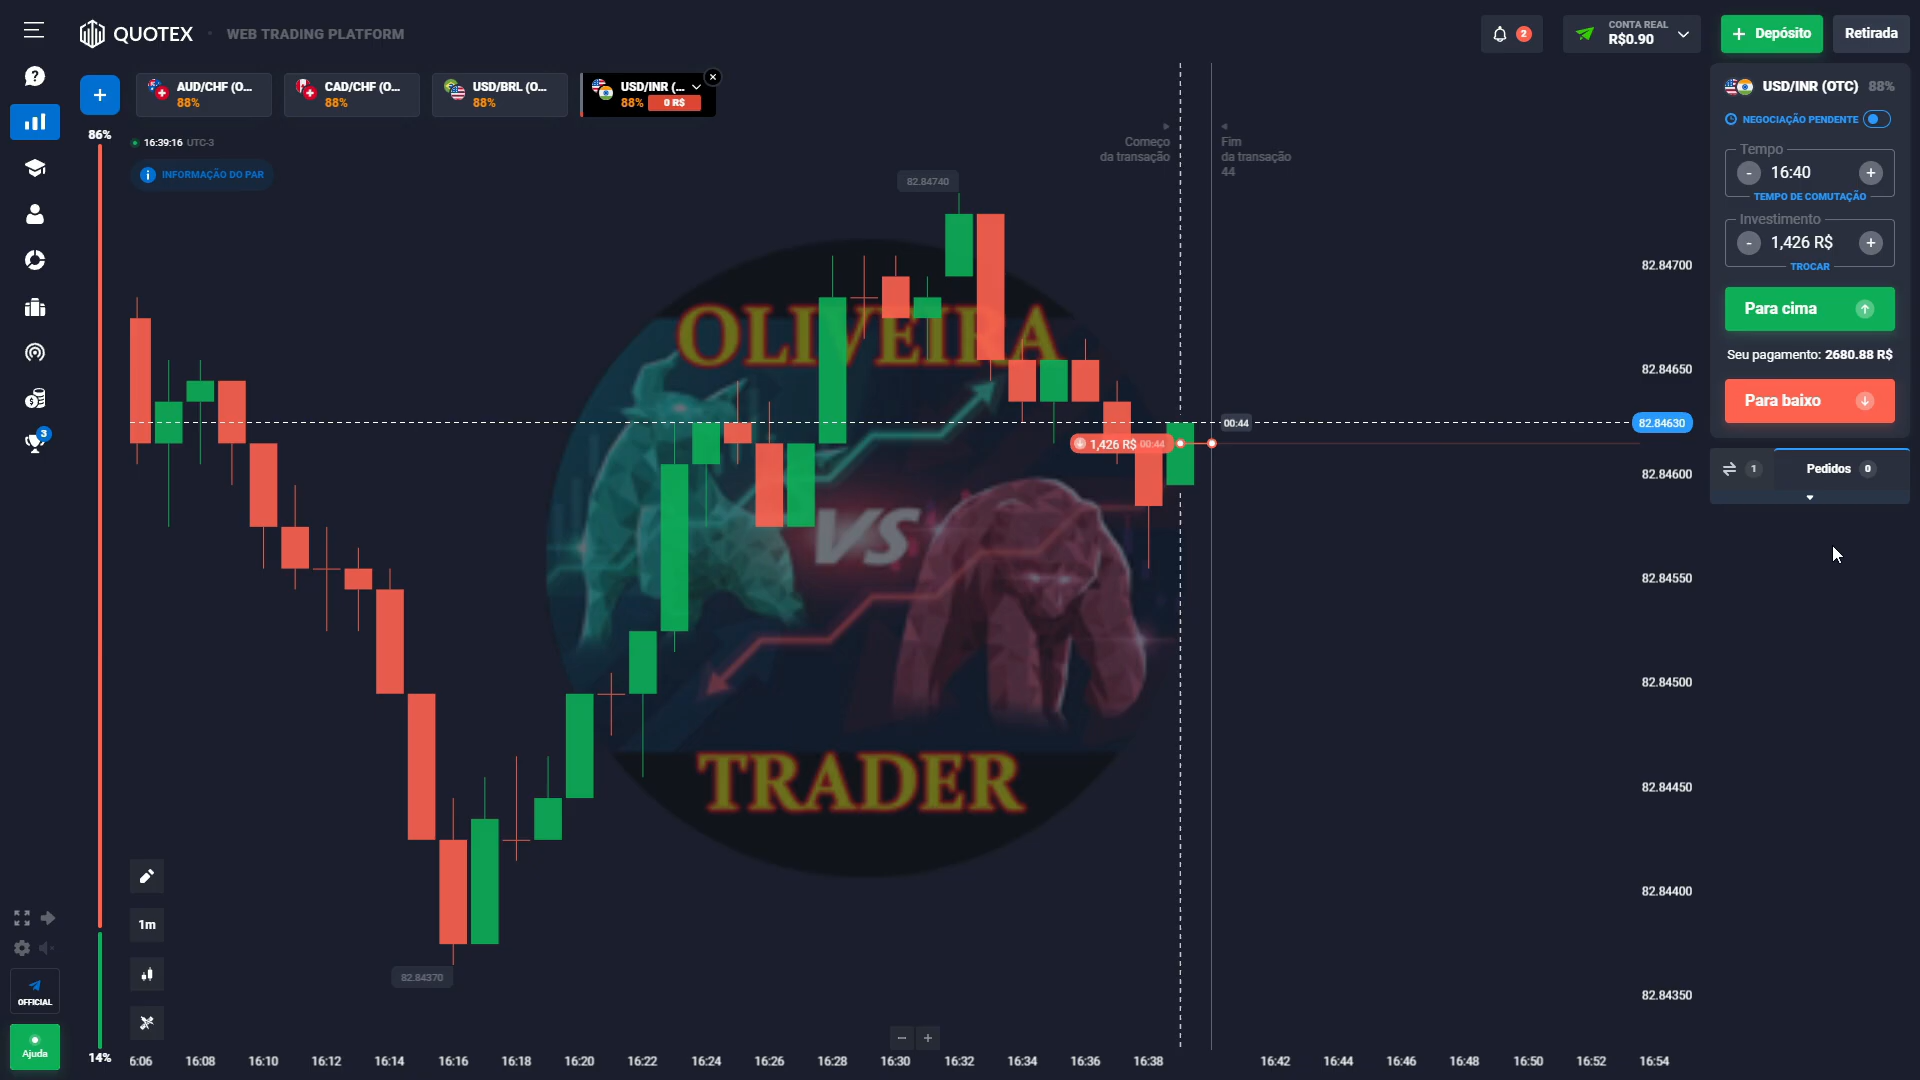 QUOTEX
WEB TRADING PLATFORM
2
CONTA REAL
R$0.90
Depósito
Retirada
AUD/CHF (O...
88%
CAD/CHF (O...
88%
USD/BRL (O...
88%
USD/INR (...
88%
0 R$
USD/INR (OTC)
88%
NEGOCIAÇÃO PENDENTE
86%
16:39:16 UTC-3
INFORMAÇÃO DO PAR
Começo
da transação
Fim
da transação
44
Tempo
- 16:40 +
TEMPO DE COMUTAÇÃO
Investimento
- 1,426 R$ +
TROCAR
Para cima
Seu pagamento: 2680.88 R$
Para baixo
1
Pedidos 0
82.84740
82.84700
82.84650
82.84630
00:44
1,426 R$ 00:44
82.84600
82.84550
82.84500
82.84450
82.84400
82.84350
OLIVEIRA
VS
TRADER
82.84370
3
1m
OFFICIAL
Ajuda
14%
6:06
16:08
16:10
16:12
16:14
16:16
16:18
16:20
16:22
16:24
16:26
16:28
16:30
16:32
16:34
16:36
16:38
16:42
16:44
16:46
16:48
16:50
16:52
16:54